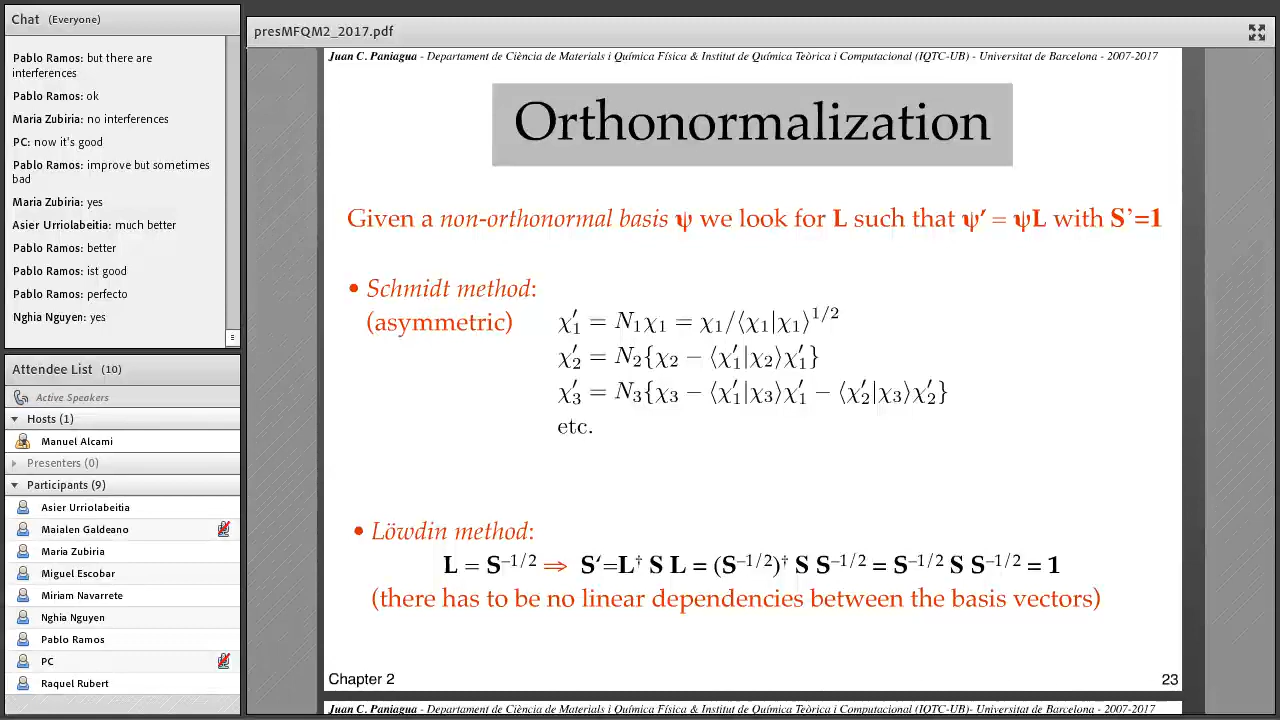 Chat (Everyone)
Pablo Ramos: but there are
interferences
Pablo Ramos: ok
Maria Zubiria: no interferences
PC: now it's good
Pablo Ramos: improve but sometimes
bad
Maria Zubiria: yes
Asier Urriolabeitia: much better
Pablo Ramos: better
Pablo Ramos: ist good
Pablo Ramos: perfecto
Nghia Nguyen: yes
Attendee List (10)
Active Speakers
Hosts (1)
Manuel Alcami
Presenters (0)
Participants (9)
Asier Urriolabeitia
Maialen Galdeano
Maria Zubiria
Miguel Escobar
Miriam Navarrete
Nghia Nguyen
Pablo Ramos
PC
Raquel Rubert
presMFQM2_2017.pdf
Juan C. Paniagua - Departament de Ciència de Materials i Química Física & Institut de Química Teòrica i Computacional (IQTC-UB) - Universitat de Barcelona - 2007-2017
Orthonormalization
Given a non-orthonormal basis ψ we look for L such that ψ′ = ψL with S'=1
• Schmidt method:
(asymmetric)
χ′₁ = N₁χ₁ = χ₁/⟨χ₁|χ₁⟩^1/2
χ′₂ = N₂{χ₂ − ⟨χ′₁|χ₂⟩χ′₁}
χ′₃ = N₃{χ₃ − ⟨χ′₁|χ₃⟩χ′₁ − ⟨χ′₂|χ₃⟩χ′₂}
etc.
• Löwdin method:
L = S^–1/2 ⇒ S‘=L† S L = (S^–1/2)† S S^–1/2 = S^–1/2 S S^–1/2 = 1
(there has to be no linear dependencies between the basis vectors)
Chapter 2
23
Juan C. Paniagua - Departament de Ciència de Materials i Química Física & Institut de Química Teòrica i Computacional (IQTC-UB)- Universitat de Barcelona - 2007-2017